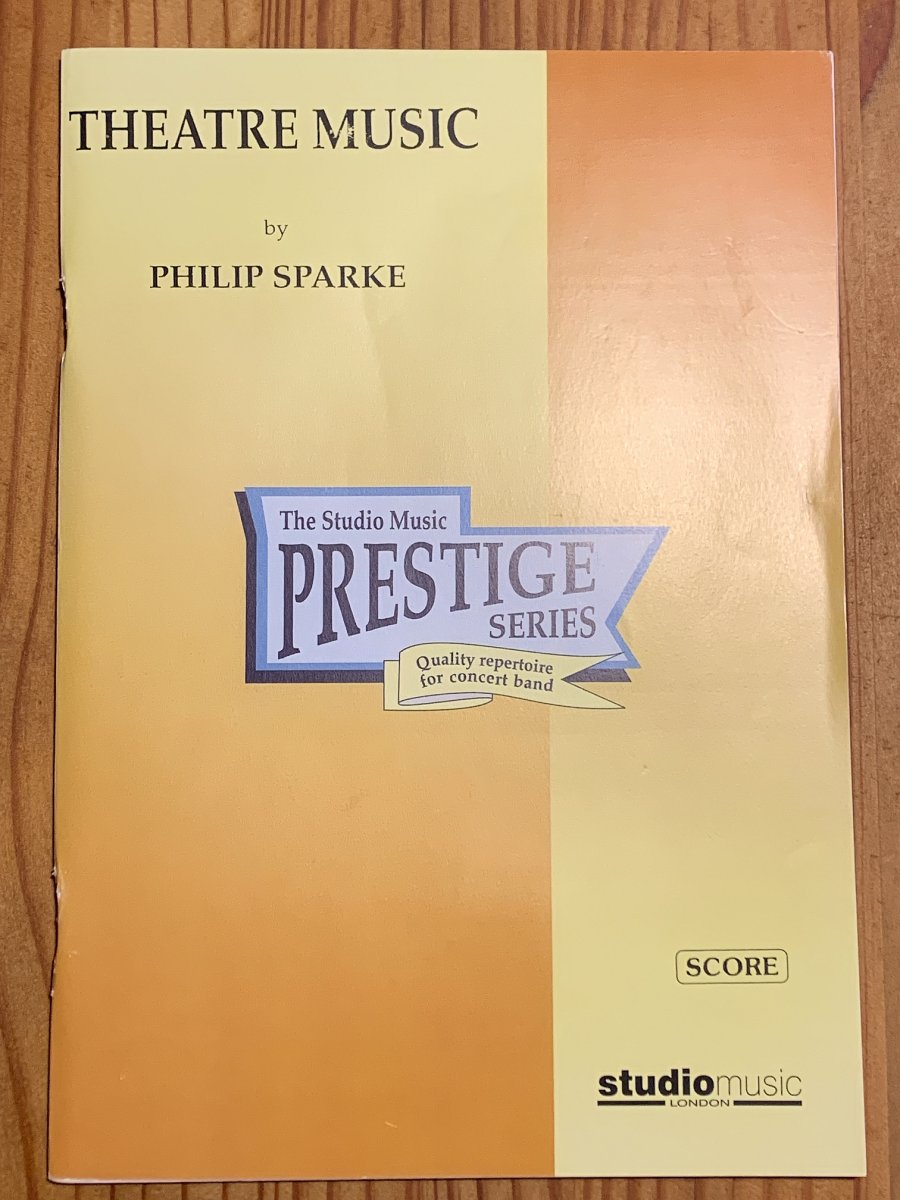 THEATRE MUSIC
by
PHILIP SPARKE
The Studio Music
PRESTIGE
SERIES
Quality repertoire
for concert band
SCORE
studiomusic
LONDON